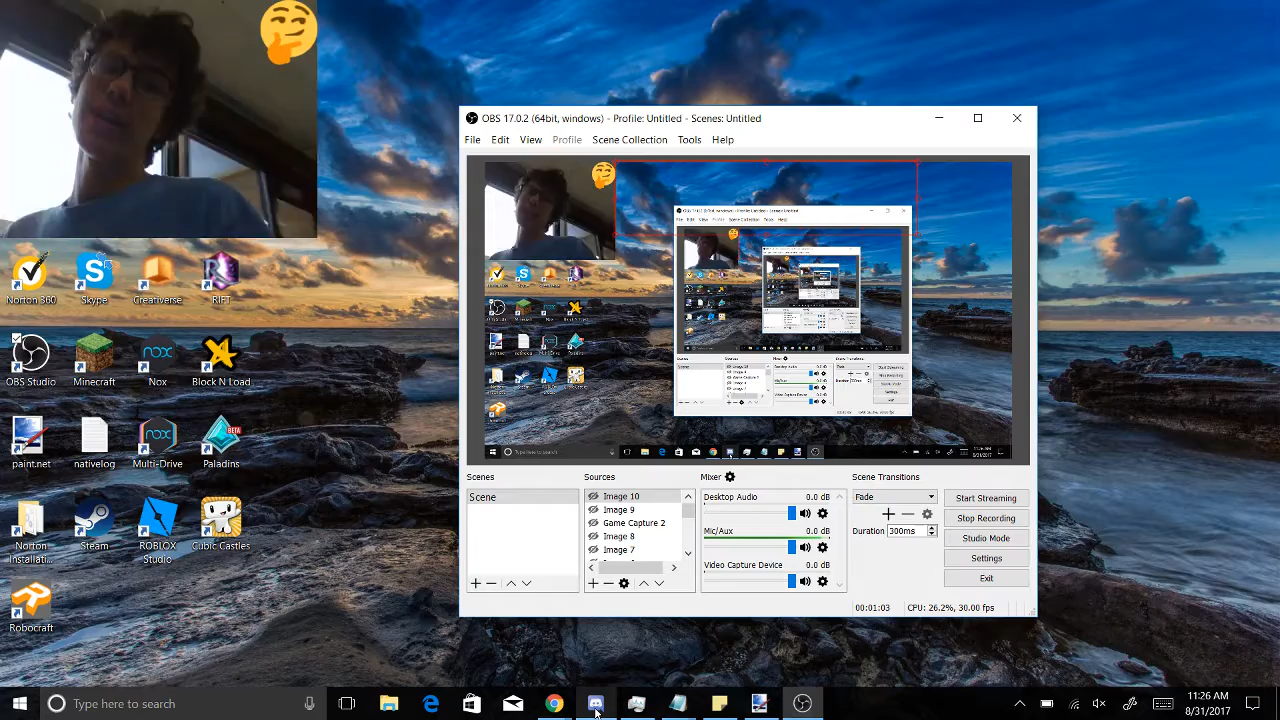 OBS 17.0.2 (64bit, windows) - Profile: Untitled - Scenes: Untitled
File Edit View Profile Scene Collection Tools Help
Norton 360
Skype
Creativerse
RIFT
OBS Studio
Minecraft
Nox
Block N Load
paint.net
nativelog
Multi-Drive
BETA
Paladins
Norton
Installati...
Steam
ROBLOX
Studio
Cubic Castles
Robocraft
Scenes
Scene
Sources
Image 10
Image 9
Game Capture 2
Image 8
Image 7
Mixer
Desktop Audio 0.0 dB
Mic/Aux 0.0 dB
Video Capture Device 0.0 dB
Scene Transitions
Fade
Duration 300ms
Start Streaming
Stop Recording
Studio Mode
Settings
Exit
00:01:03 CPU: 26.2%, 30.00 fps
Type here to search
11:26 AM
8/31/2017